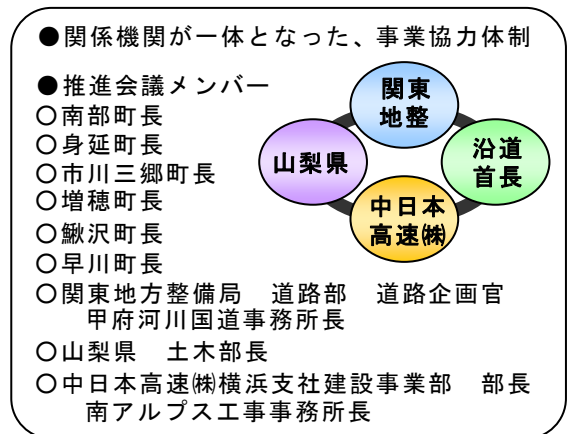 ●関係機関が一体となった、事業協力体制
●推進会議メンバー
○南部町長
○身延町長
○市川三郷町長
○増穂町長
○鰍沢町長
○早川町長
○関東地方整備局　道路部　道路企画官
甲府河川国道事務所長
○山梨県　土木部長
○中日本高速㈱横浜支社建設事業部　部長
南アルプス工事事務所長
関東
地整
山梨県
沿道
首長
中日本
高速㈱